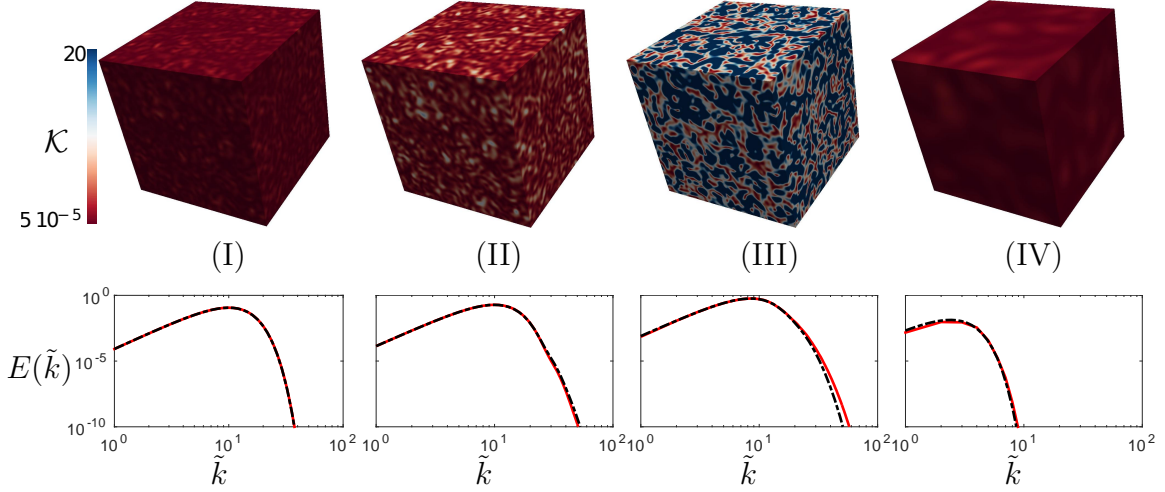 20
𝒦
5 10⁻⁵
(I) (II) (III) (IV)
10⁰
10⁻⁵
10⁻¹⁰
E(k̃)
10⁰ 10¹ 10² 10⁰ 10¹ 10² 10⁰ 10¹ 10² 10⁰ 10¹ 10²
k̃ k̃ k̃ k̃